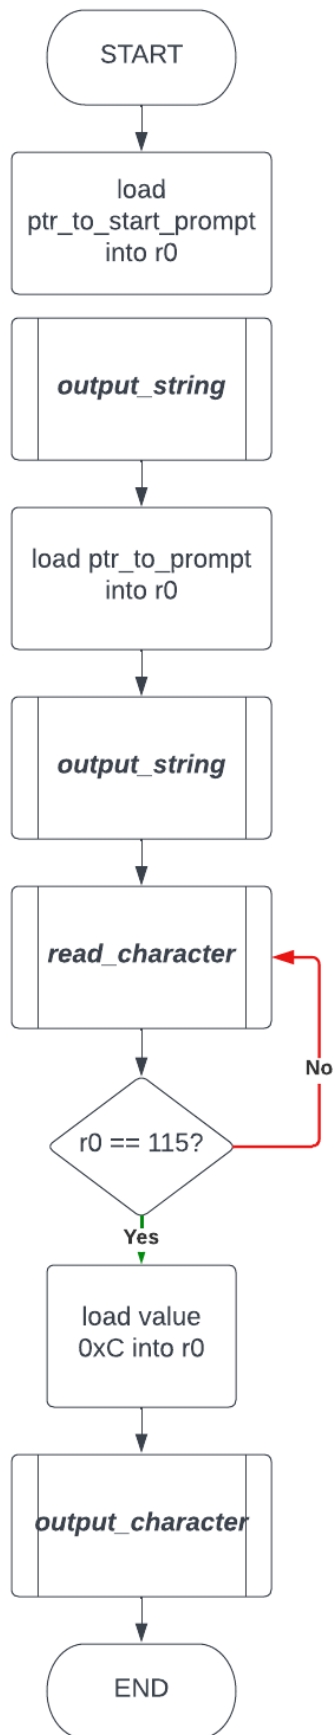 START
load
ptr_to_start_prompt
into r0
output_string
load ptr_to_prompt
into r0
output_string
read_character
No
r0 == 115?
Yes
load value
0xC into r0
output_character
END